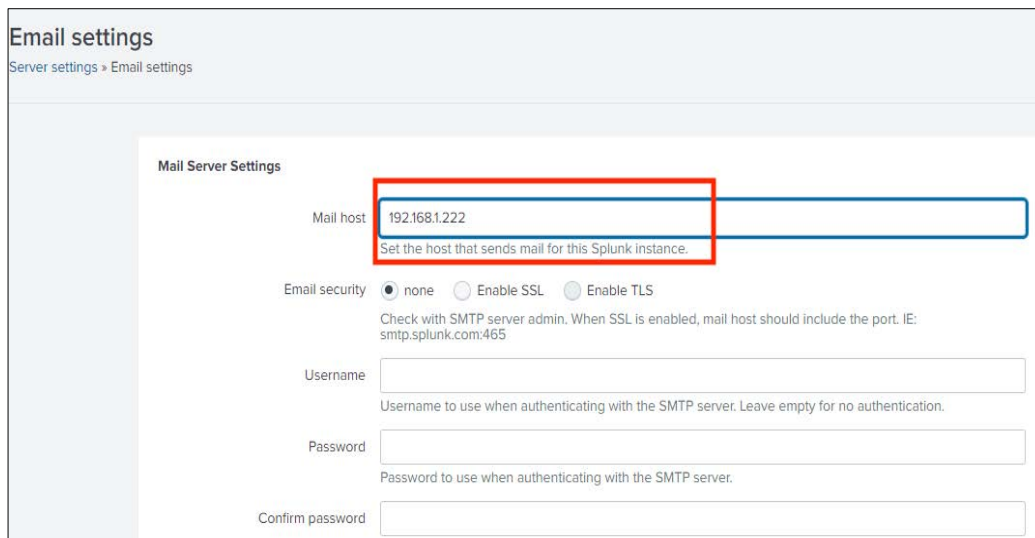 Email settings
Server settings » Email settings
Mail Server Settings
Mail host
192.168.1.222
Set the host that sends mail for this Splunk instance.
Email security
none Enable SSL Enable TLS
Check with SMTP server admin. When SSL is enabled, mail host should include the port. IE:
smtp.splunk.com:465
Username
Username to use when authenticating with the SMTP server. Leave empty for no authentication.
Password
Password to use when authenticating with the SMTP server.
Confirm password